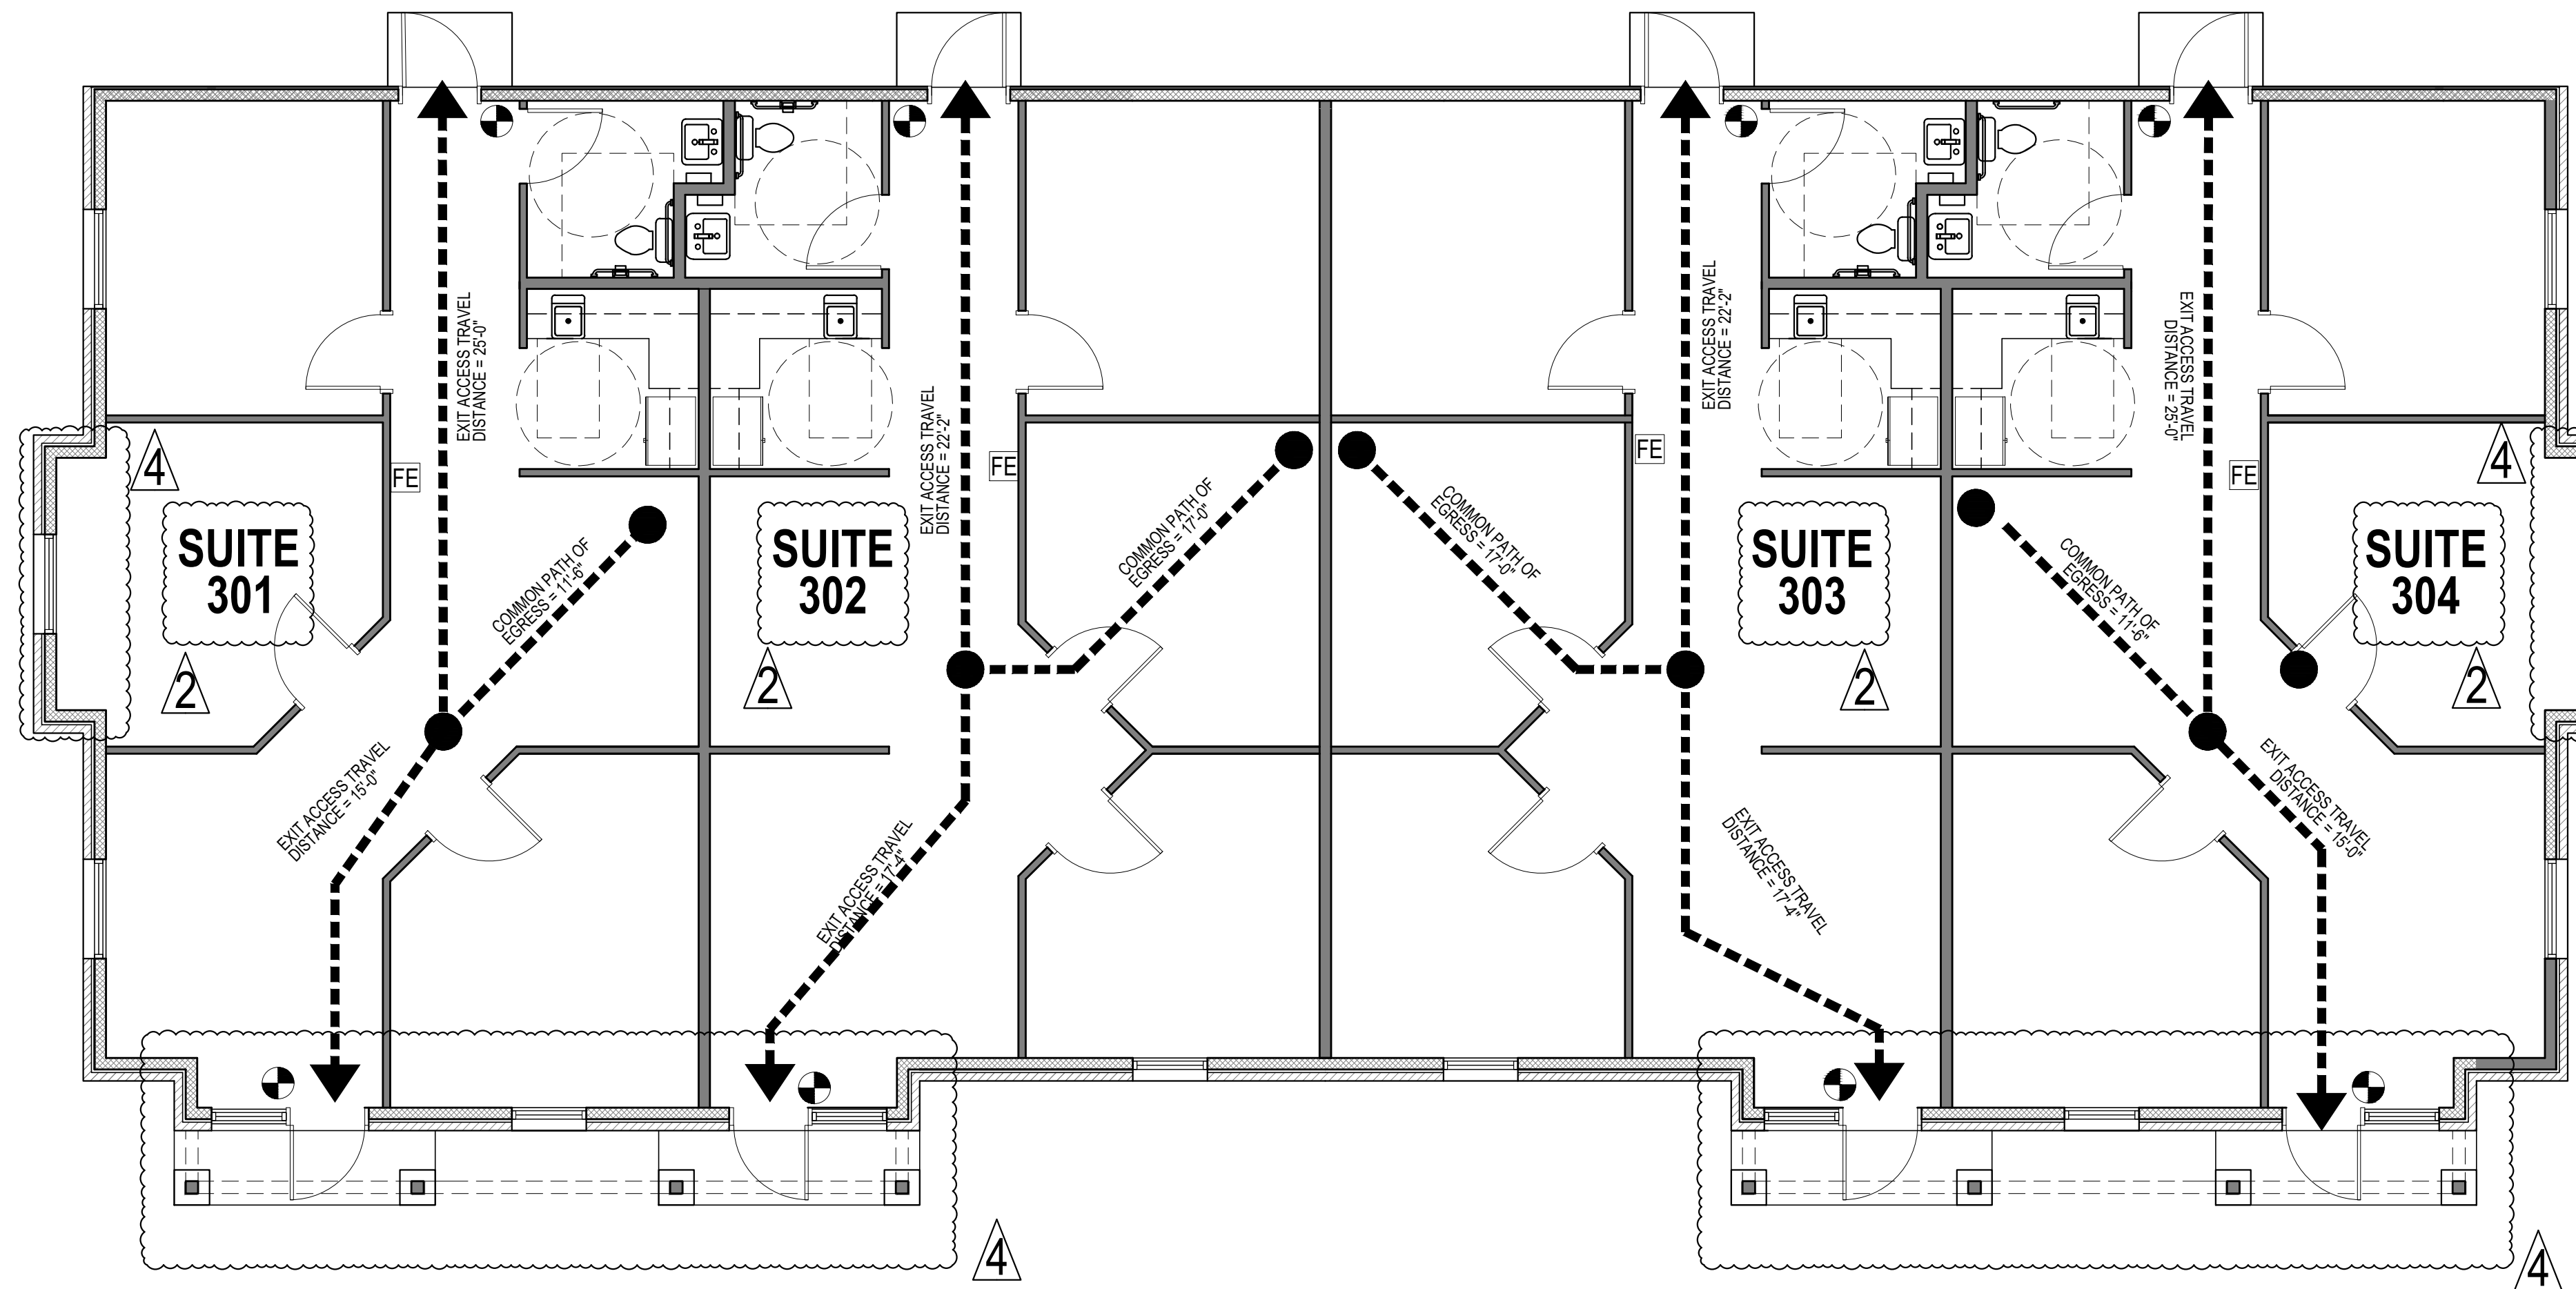 EXIT ACCESS TRAVEL
DISTANCE = 25'-0"
EXIT ACCESS TRAVEL
DISTANCE = 22'-2"
EXIT ACCESS TRAVEL
DISTANCE = 22'-2"
EXIT ACCESS TRAVEL
DISTANCE = 25'-0"
4
FE
FE
FE
FE
4
SUITE
301
COMMON PATH OF
EGRESS = 11'-6"
SUITE
302
COMMON PATH OF
EGRESS = 17'-0"
COMMON PATH OF
EGRESS = 17'-0"
SUITE
303
COMMON PATH OF
EGRESS = 11'-6"
SUITE
304
2
2
2
2
EXIT ACCESS TRAVEL
DISTANCE = 15'-0"
EXIT ACCESS TRAVEL
DISTANCE = 17'-4"
EXIT ACCESS TRAVEL
DISTANCE = 17'-4"
EXIT ACCESS TRAVEL
DISTANCE = 15'-0"
4
4